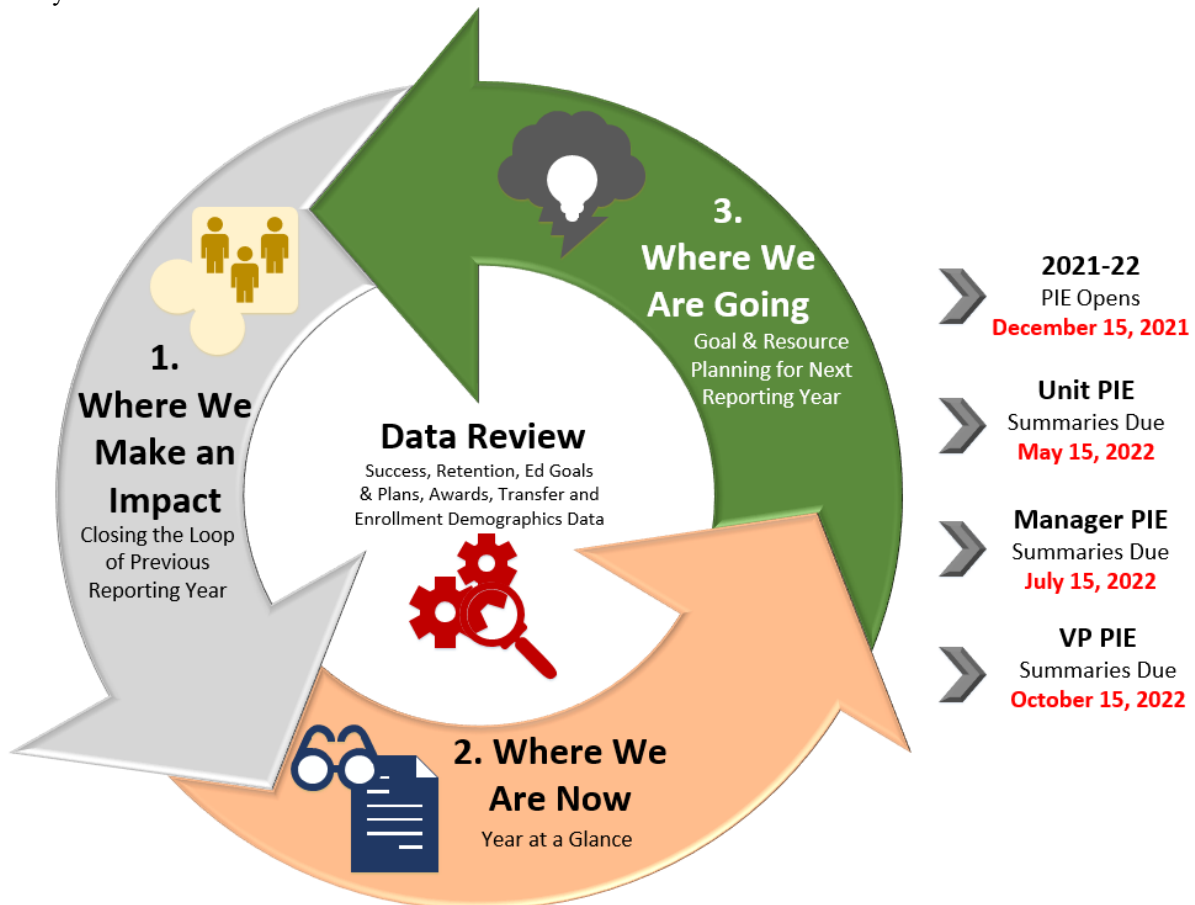 1.
Where We
Make an
Impact
Closing the Loop
of Previous
Reporting Year
2. Where We
Are Now
Year at a Glance
3.
Where We
Are Going
Goal & Resource
Planning for Next
Reporting Year
Data Review
Success, Retention, Ed Goals
& Plans, Awards, Transfer and
Enrollment Demographics Data
2021-22
PIE Opens
December 15, 2021
Unit PIE
Summaries Due
May 15, 2022
Manager PIE
Summaries Due
July 15, 2022
VP PIE
Summaries Due
October 15, 2022